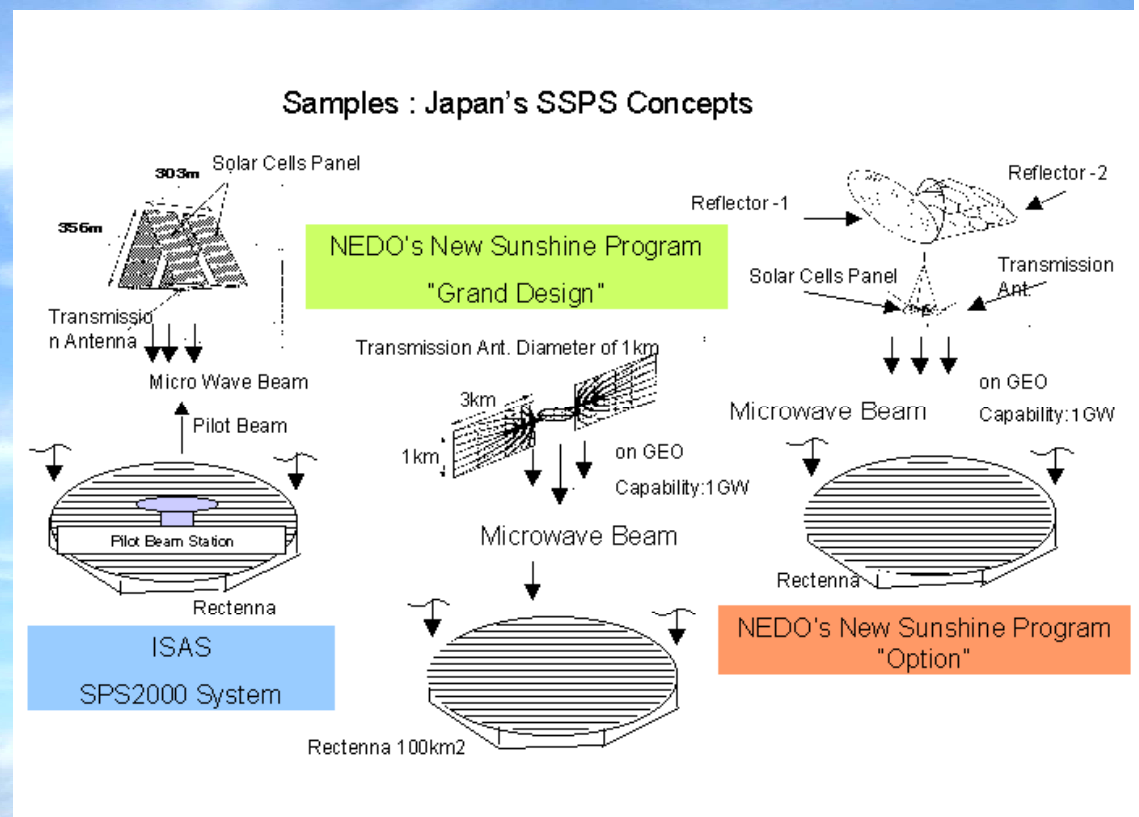 Samples : Japan's SSPS Concepts
303m
Solar Cells Panel
356m
Transmissio
n Antenna
Micro Wave Beam
Pilot Beam
Pilot Beam Station
Rectenna
ISAS
SPS2000 System
NEDO's New Sunshine Program
"Grand Design"
Transmission Ant. Diameter of 1km
3km
1km
on GEO
Capability:1GW
Microwave Beam
Rectenna 100km2
Reflector -1
Reflector -2
Solar Cells Panel
Transmission
Ant.
on GEO
Microwave Beam
Capability:1GW
Rectenna
NEDO's New Sunshine Program
"Option"